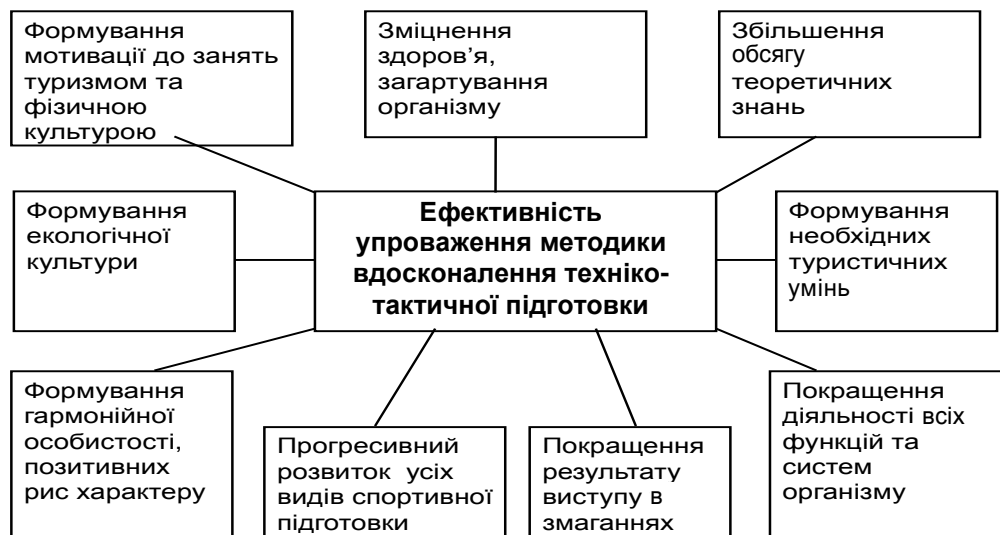 Формування
мотивації до занять
туризмом та
фізичною
культурою
Зміцнення
здоров’я,
загартування
організму
Збільшення
обсягу
теоретичних
знань
Формування
екологічної
культури
Ефективність
упроваження методики
вдосконалення техніко-
тактичної підготовки
Формування
необхідних
туристичних
умінь
Формування
гармонійної
особистості,
позитивних
рис характеру
Прогресивний
розвиток усіх
видів спортивної
підготовки
Покращення
результату
виступу в
змаганнях
Покращення
діяльності всіх
функцій та
систем
організму